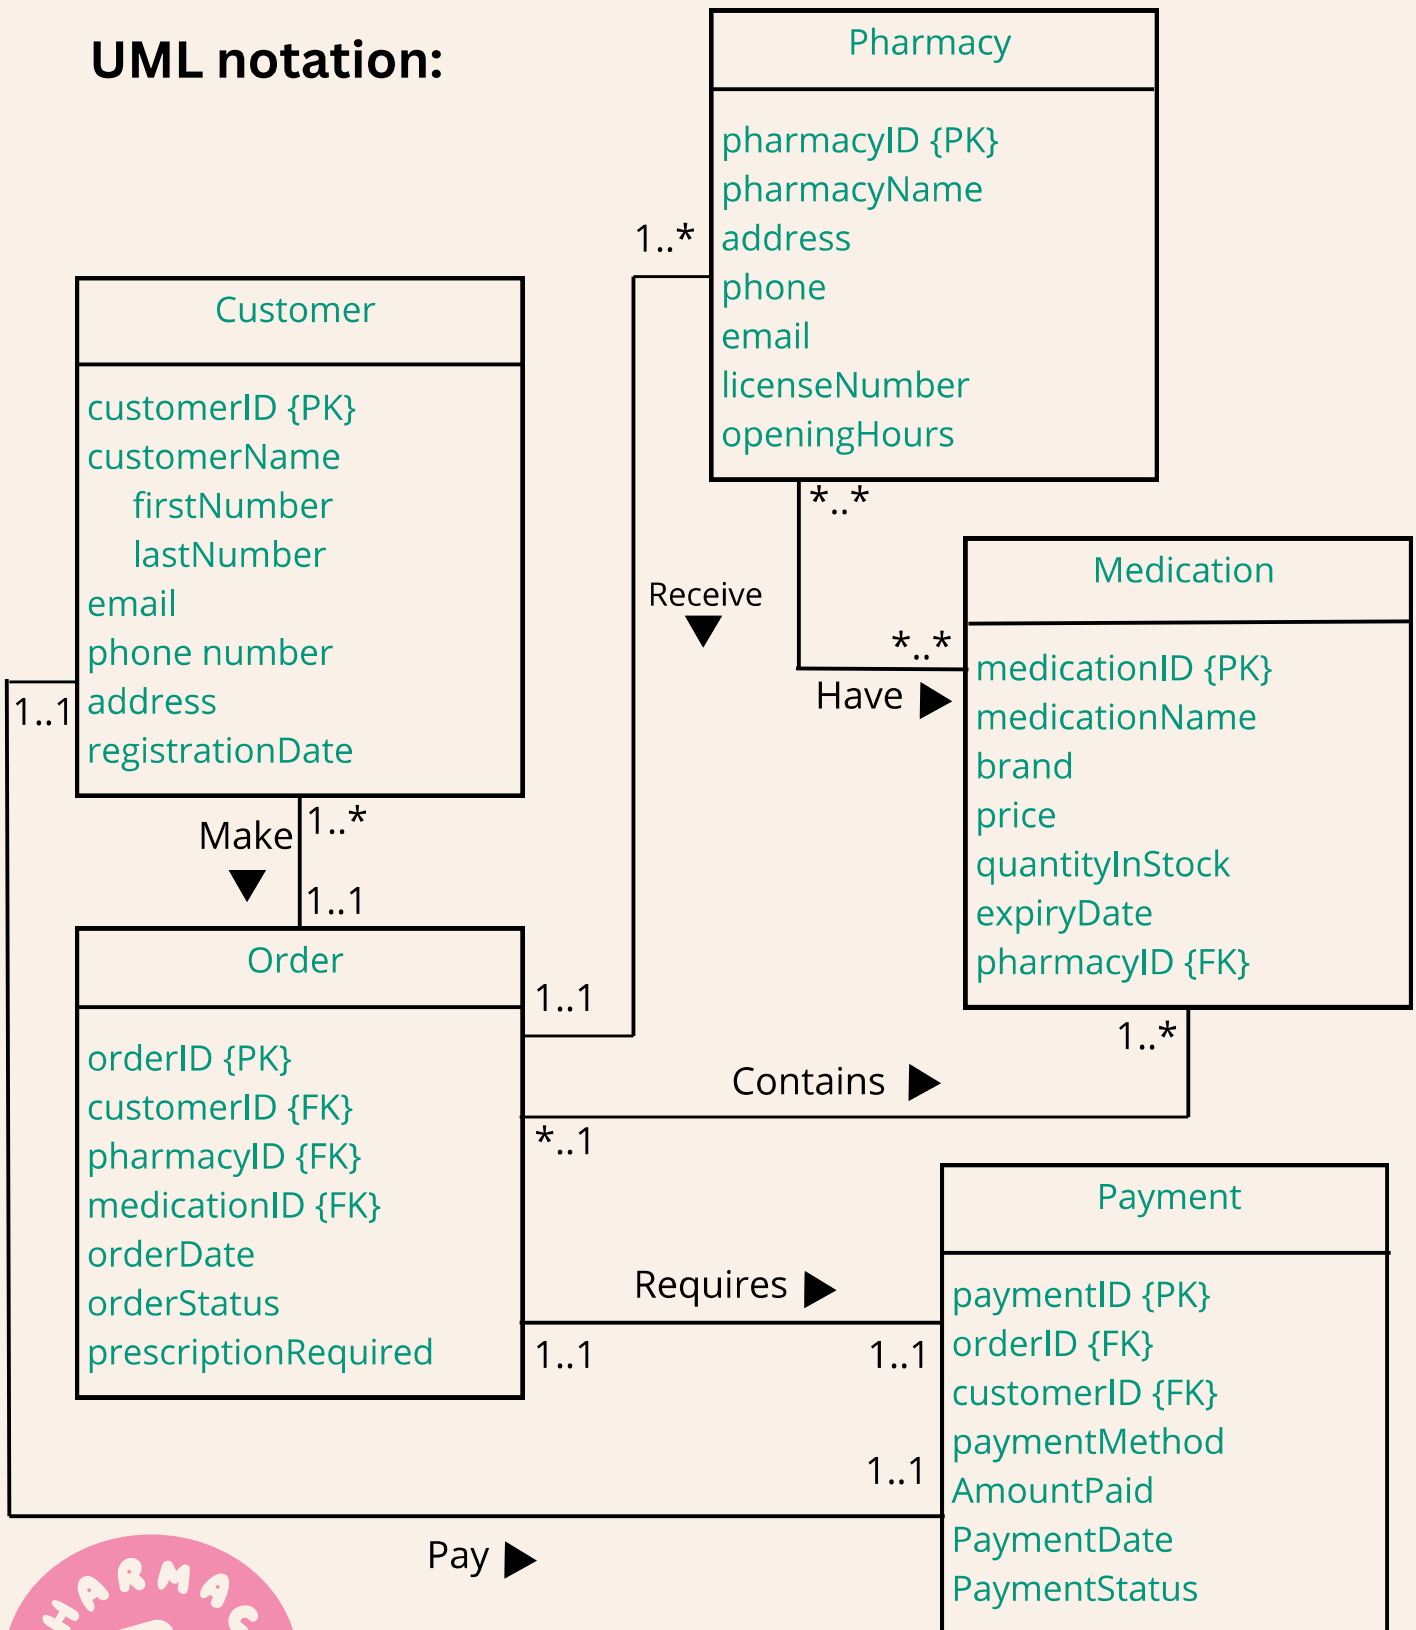 UML notation:
Pharmacy
pharmacyID {PK}
pharmacyName
address
phone
email
licenseNumber
openingHours
1..*
*..*
Customer
customerID {PK}
customerName
firstNumber
lastNumber
email
phone number
address
registrationDate
1..1
1..*
Make
1..1
Receive
*..*
Have
Medication
medicationID {PK}
medicationName
brand
price
quantityInStock
expiryDate
pharmacyID {FK}
1..*
Order
orderID {PK}
customerID {FK}
pharmacyID {FK}
medicationID {FK}
orderDate
orderStatus
prescriptionRequired
1..1
Contains
*..1
Requires
1..1
1..1
Payment
paymentID {PK}
orderID {FK}
customerID {FK}
paymentMethod
AmountPaid
PaymentDate
PaymentStatus
1..1
Pay
HARMAC